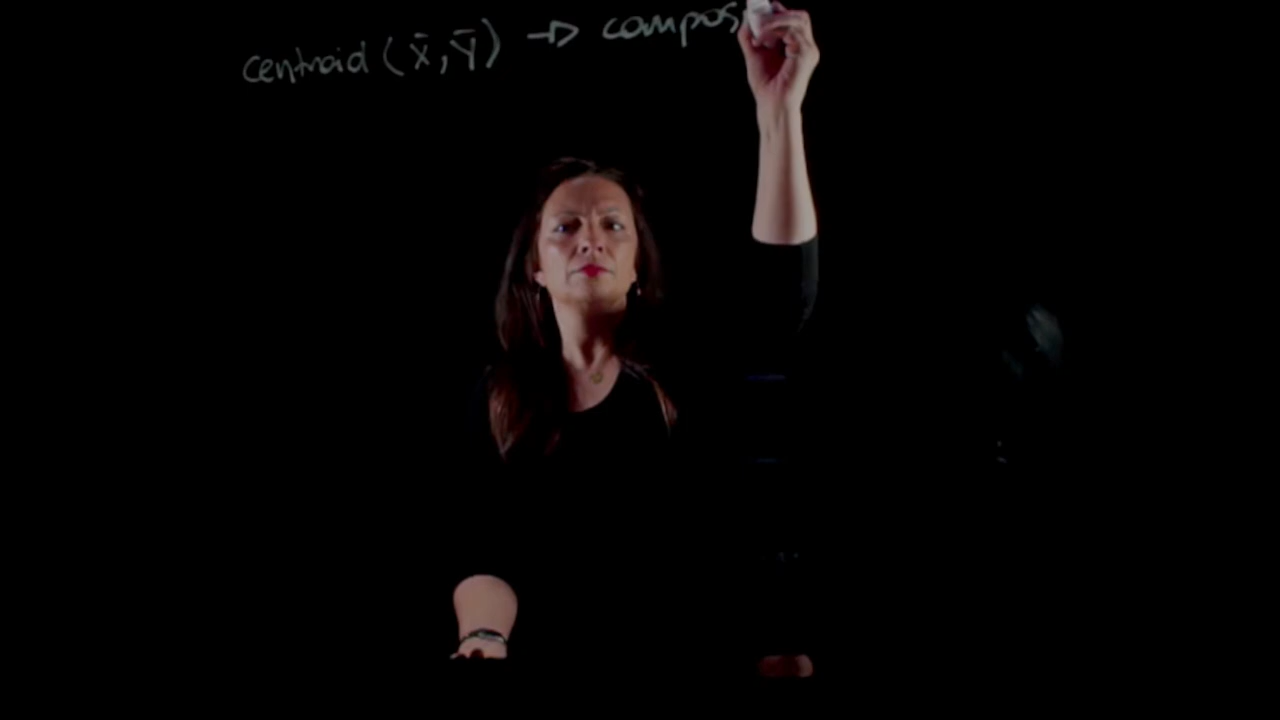 centroid (x̄, ȳ) → compos